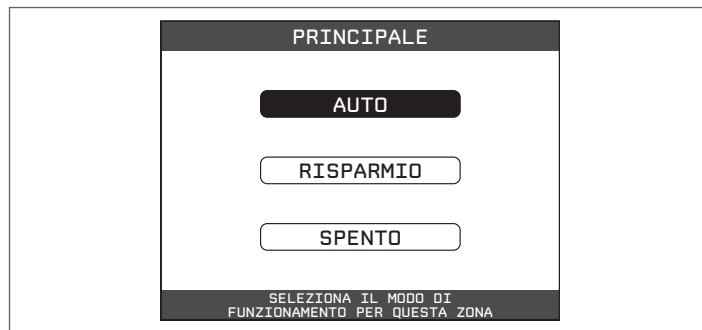 PRINCIPALE
AUTO
RISPARMIO
SPENTO
SELEZIONA IL MODO DI
FUNZIONAMENTO PER QUESTA ZONA